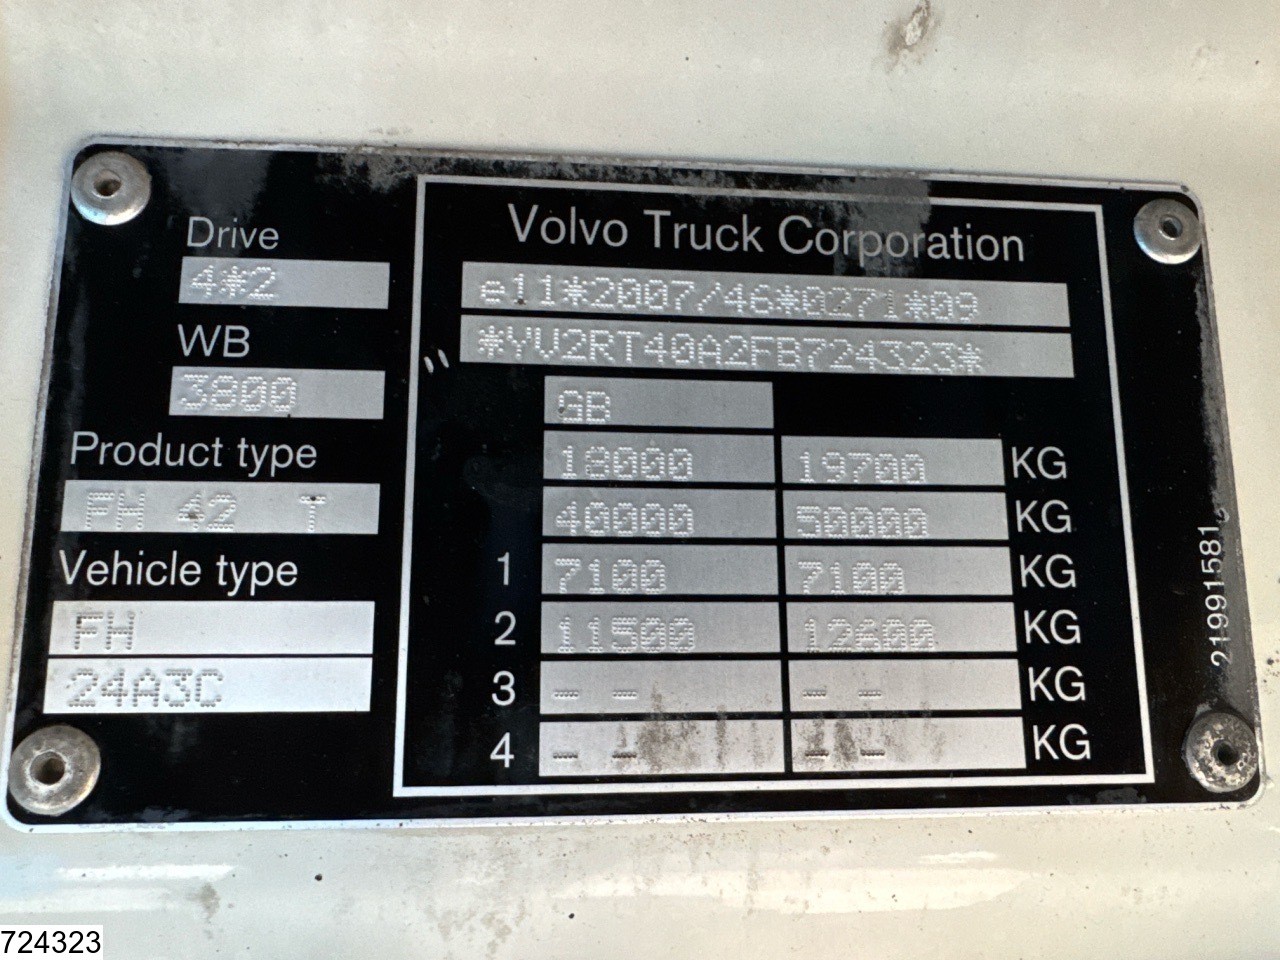 Drive
4*2
WB
3800
Product type
FH 42 T
Vehicle type
FH
24A3C
Volvo Truck Corporation
e11*2007/46*0271*09
*YV2RT40A2FB724323*
GB
18000 19700 KG
40000 50000 KG
1 7100 7100 KG
2 11500 12600 KG
3 -- -- KG
4 -- -- KG
21991581
724323